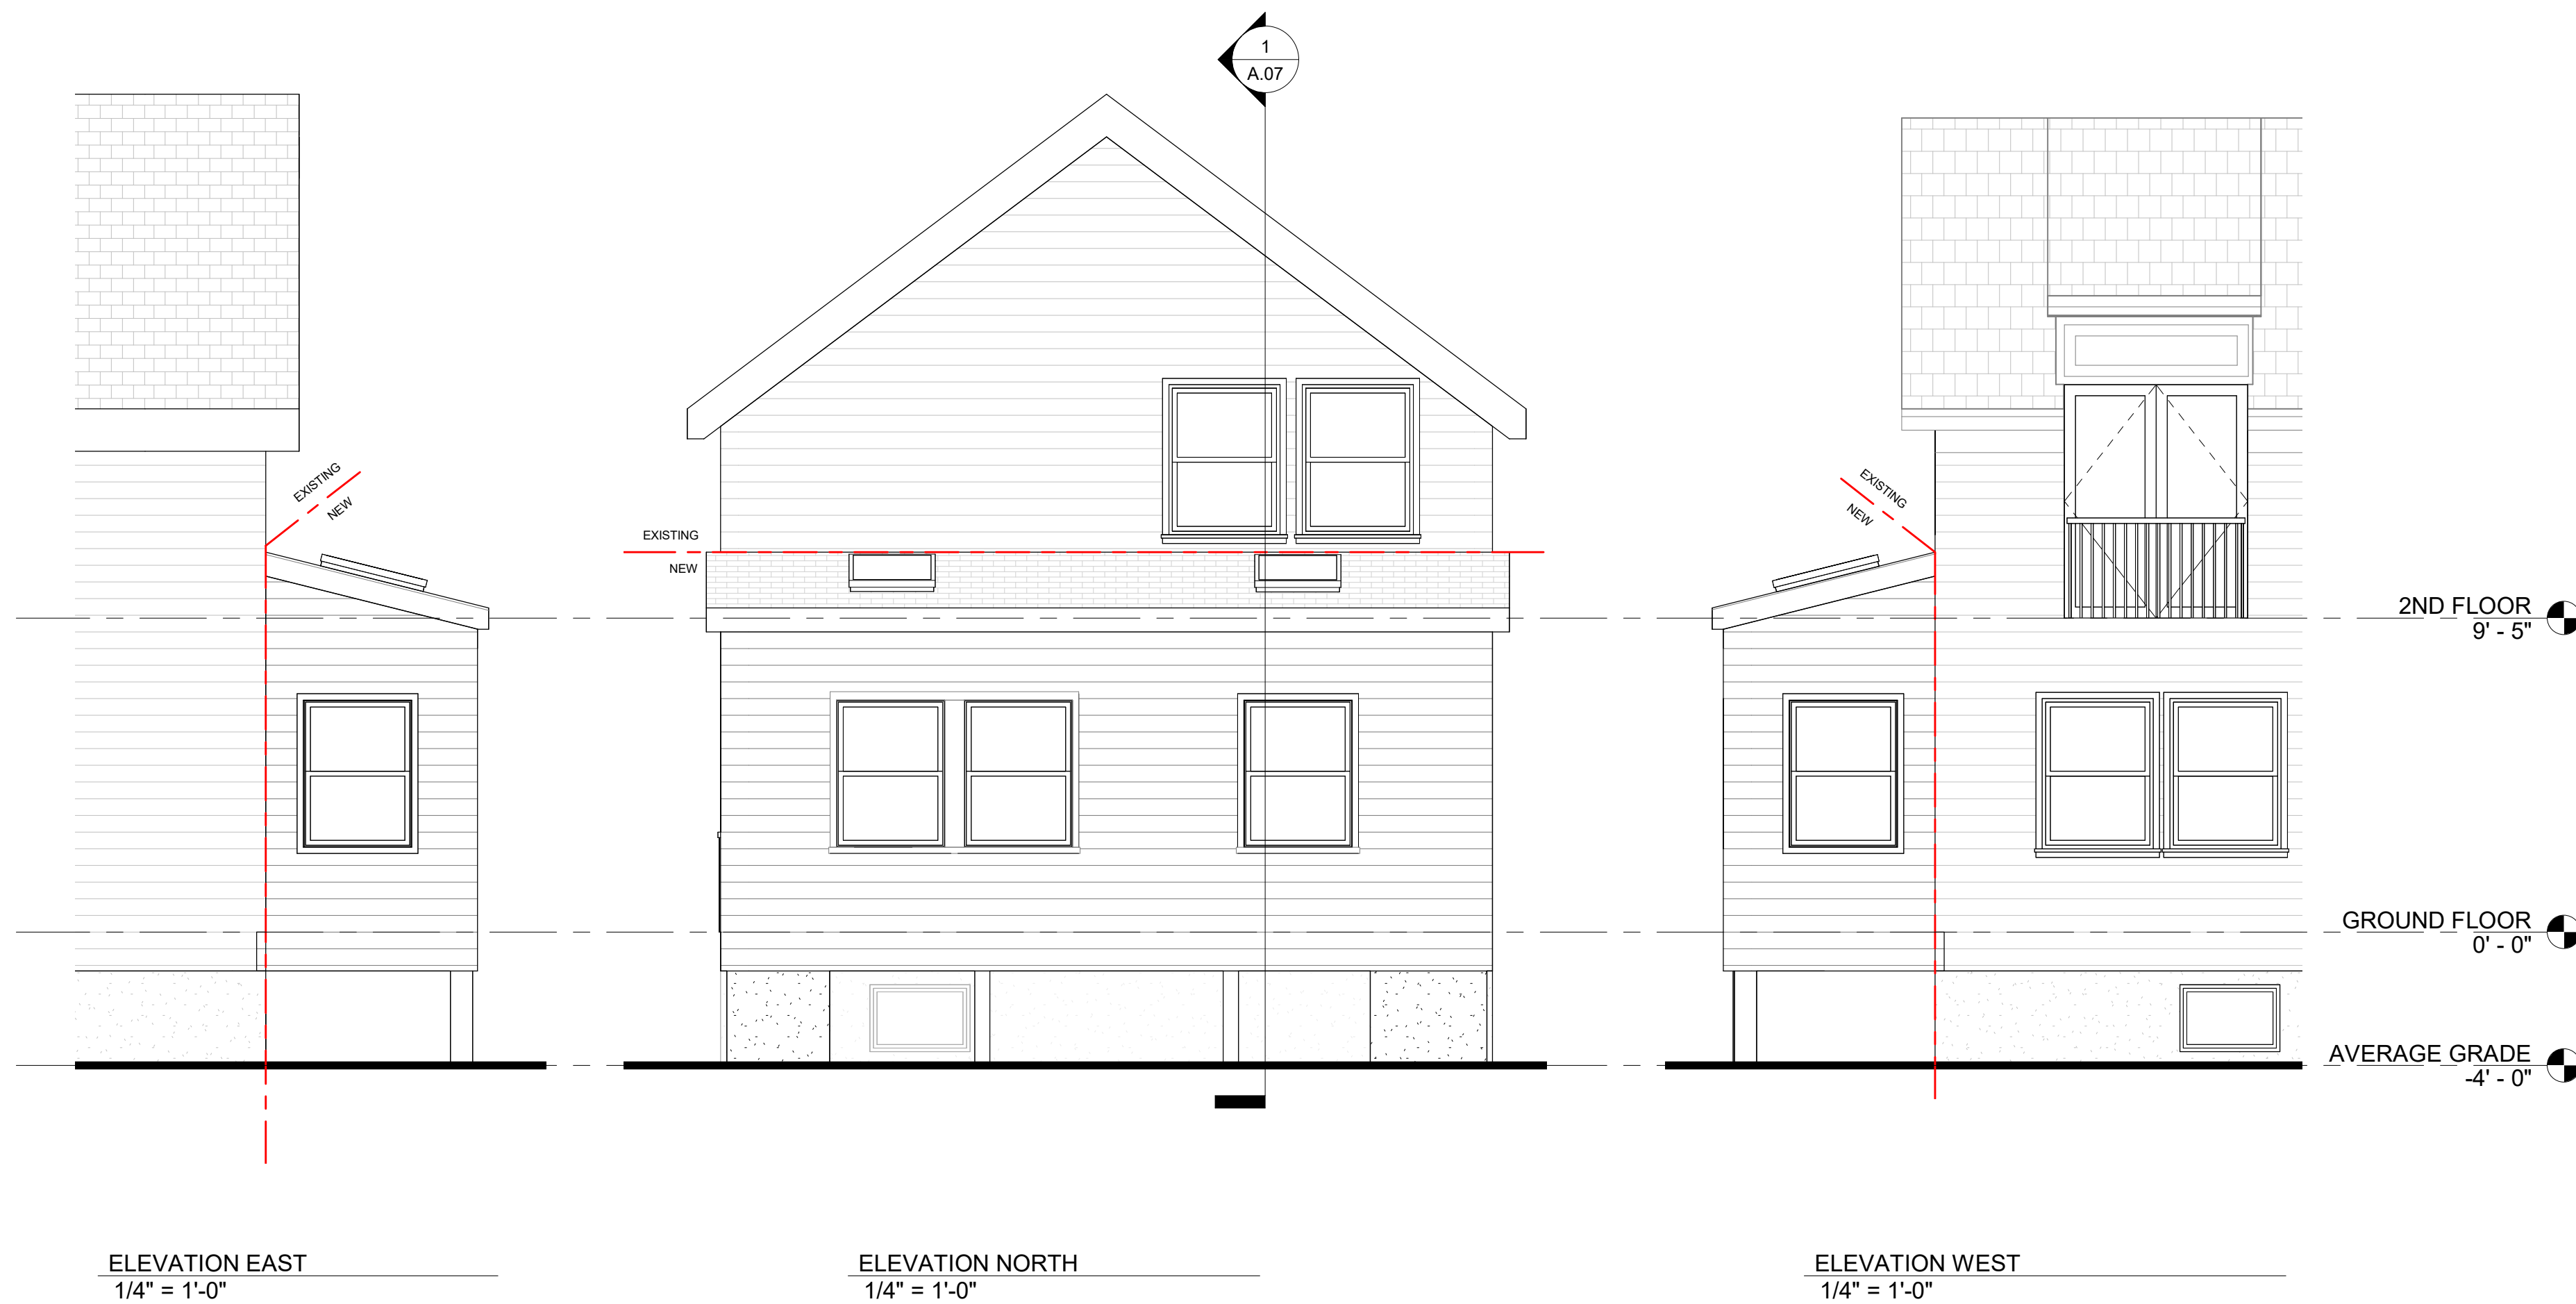 1
A.07
EXISTING
NEW
EXISTING
NEW
EXISTING
NEW
2ND FLOOR
9' - 5"
GROUND FLOOR
0' - 0"
AVERAGE GRADE
-4' - 0"
ELEVATION EAST
1/4" = 1'-0"
ELEVATION NORTH
1/4" = 1'-0"
ELEVATION WEST
1/4" = 1'-0"